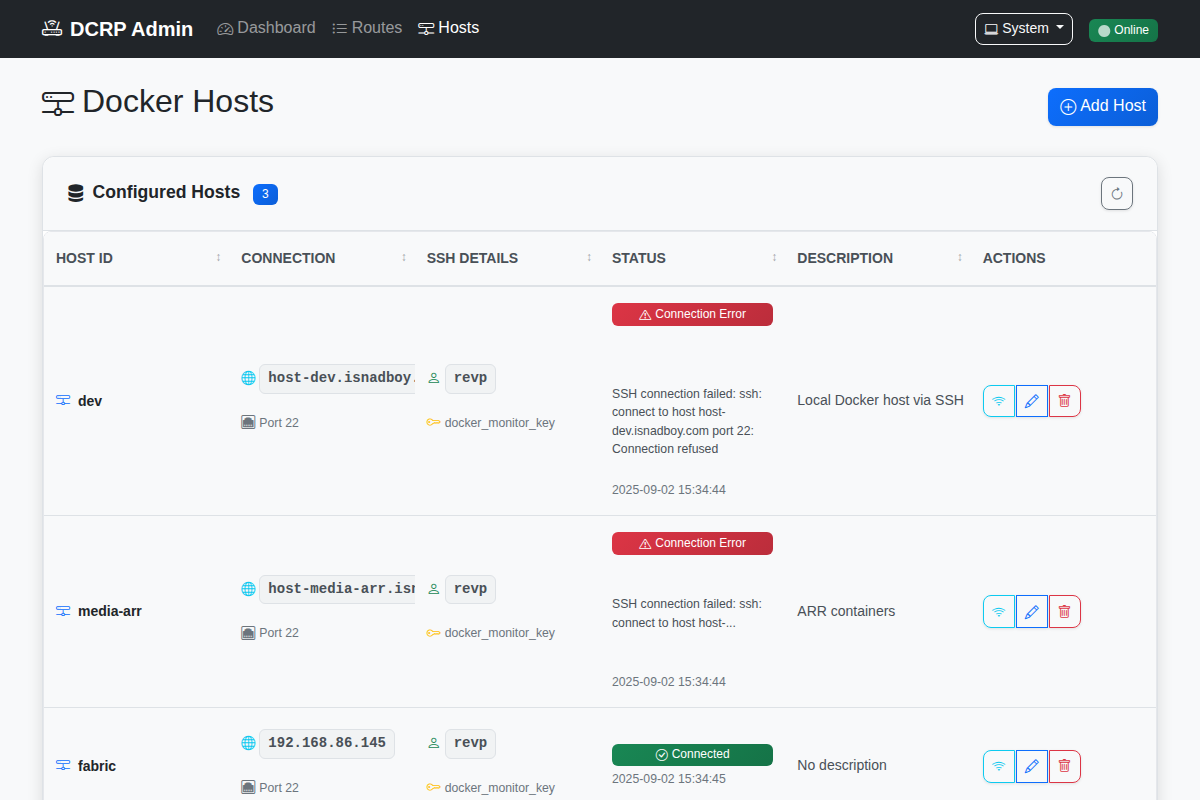 DCRP Admin Dashboard Routes Hosts System Online
Docker Hosts
Add Host
Configured Hosts 3
HOST ID CONNECTION SSH DETAILS STATUS DESCRIPTION ACTIONS
Connection Error
host-dev.isnadboy. revp
dev
SSH connection failed: ssh:
connect to host host-
dev.isnadboy.com port 22:
Connection refused
Local Docker host via SSH
Port 22 docker_monitor_key
2025-09-02 15:34:44
Connection Error
host-media-arr.isn revp
media-arr
SSH connection failed: ssh:
connect to host host-...
ARR containers
Port 22 docker_monitor_key
2025-09-02 15:34:44
192.168.86.145 revp
fabric
Connected
2025-09-02 15:34:45
No description
Port 22 docker_monitor_key